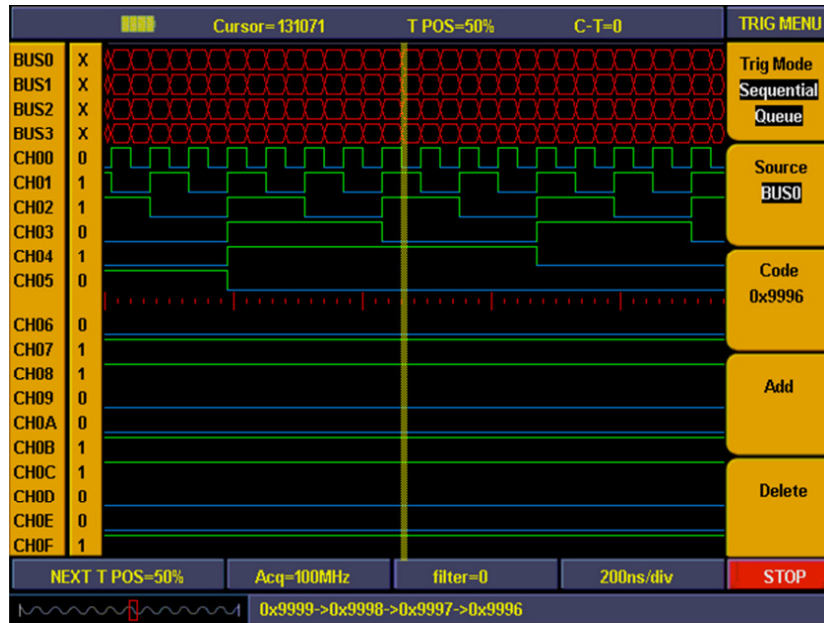 Cursor=131071 T POS=50% C-T=0 TRIG MENU
BUS0 X
BUS1 X
BUS2 X
BUS3 X
CH00 0
CH01 1
CH02 1
CH03 0
CH04 1
CH05 0
CH06 0
CH07 1
CH08 1
CH09 0
CH0A 0
CH0B 1
CH0C 1
CH0D 0
CH0E 0
CH0F 1
Trig Mode
Sequential
Queue
Source
BUS0
Code
0x9996
Add
Delete
NEXT T POS=50% Acq=100MHz filter=0 200ns/div STOP
0x9999->0x9998->0x9997->0x9996